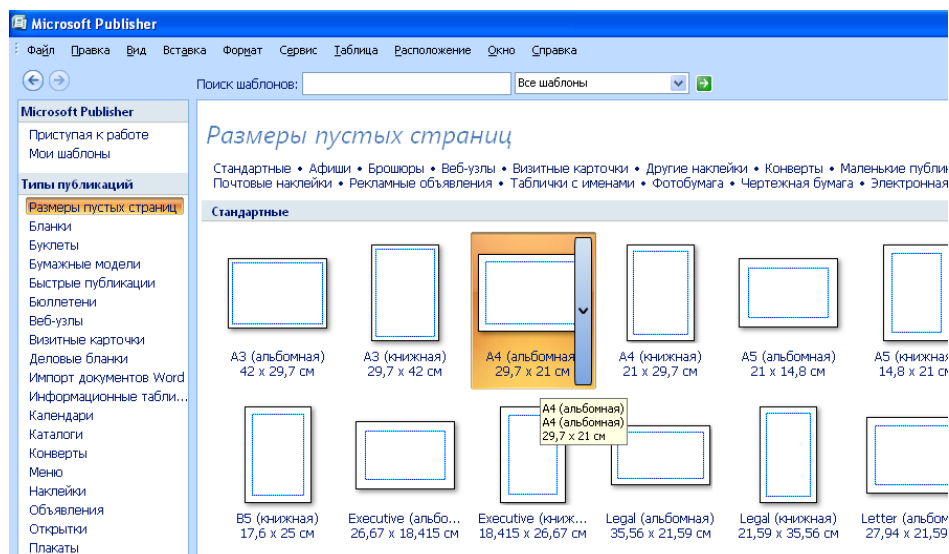 Microsoft Publisher
Файл Правка Вид Вставка Формат Сервис Таблица Расположение Окно Справка
Поиск шаблонов: Все шаблоны
Microsoft Publisher
Приступая к работе
Мои шаблоны
Типы публикаций
Размеры пустых страниц
Бланки
Буклеты
Бумажные модели
Быстрые публикации
Бюллетени
Веб-узлы
Визитные карточки
Деловые бланки
Импорт документов Word
Информационные табли...
Календари
Каталоги
Конверты
Меню
Наклейки
Объявления
Открытки
Плакаты
Размеры пустых страниц
Стандартные • Афиши • Брошюры • Веб-узлы • Визитные карточки • Другие наклейки • Конверты • Маленькие публик
Почтовые наклейки • Рекламные объявления • Таблички с именами • Фотобумага • Чертежная бумага • Электронная
Стандартные
A3 (альбомная) A3 (книжная) A4 (альбомная A4 (книжная) A5 (альбомная) A5 (книжна
42 x 29,7 см 29,7 x 42 см 29,7 x 21 см 21 x 29,7 см 21 x 14,8 см 14,8 x 21 с
A4 (альбомная)
A4 (альбомная)
29,7 x 21 см
B5 (книжная) Executive (альбо... Executive (книж... Legal (альбомная) Legal (книжная) Letter (альбом
17,6 x 25 см 26,67 x 18,415 см 18,415 x 26,67 см 35,56 x 21,59 см 21,59 x 35,56 см 27,94 x 21,59